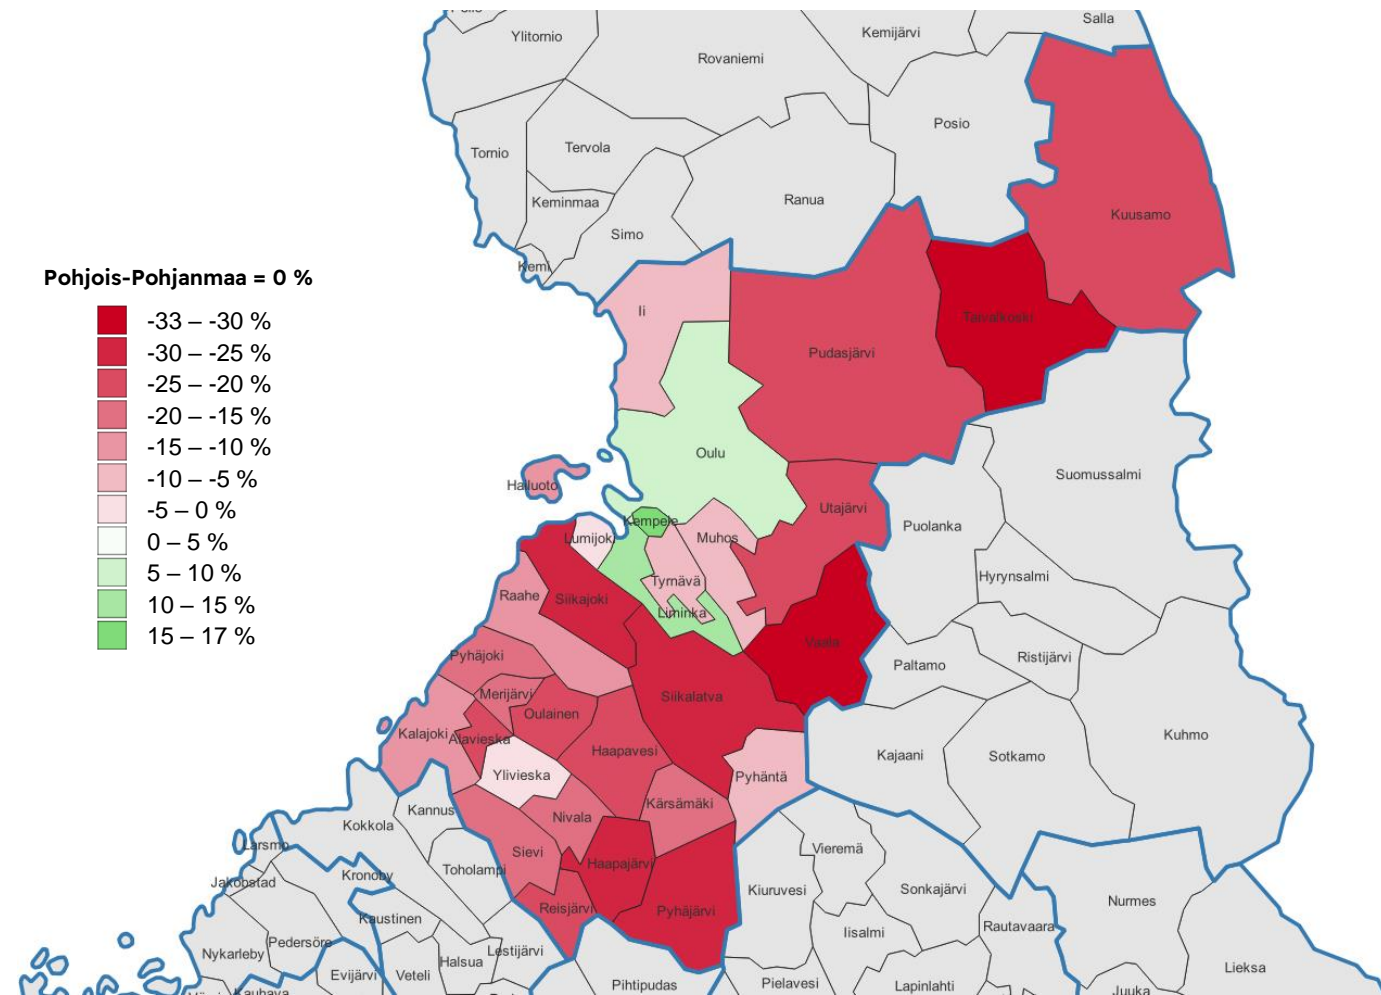 Salla
Ylitornio
Kemijärvi
Rovaniemi
Posio
Tornio
Tervola
Ranua
Keminmaa
Kuusamo
Simo
Kemi
Pohjois-Pohjanmaa = 0 %
-33 – -30 %
-30 – -25 %
-25 – -20 %
-20 – -15 %
-15 – -10 %
-10 – -5 %
-5 – 0 %
0 – 5 %
5 – 10 %
10 – 15 %
15 – 17 %
Ii
Taivalkoski
Pudasjärvi
Oulu
Suomussalmi
Hailuoto
Utajärvi
Kempele
Puolanka
Lumijoki
Muhos
Tyrnävä
Hyrynsalmi
Raahe
Siikajoki
Liminka
Vaala
Pyhäjoki
Paltamo
Ristijärvi
Merijärvi
Siikalatva
Oulainen
Kalajoki
Alavieska
Haapavesi
Kuhmo
Kajaani
Sotkamo
Ylivieska
Pyhäntä
Kärsämäki
Kannus
Nivala
Kokkola
Larsmo
Sievi
Vieremä
Haapajärvi
Toholampi
Kronoby
Jakobstad
Kiuruvesi
Sonkajärvi
Nurmes
Reisjärvi
Pyhäjärvi
Kaustinen
Rautavaara
Iisalmi
Pedersöre
Nykarleby
Lestijärvi
Halsua
Evijärvi
Veteli
Lieksa
Pihtipudas
Pielavesi
Lapinlahti
Juuka
Kauhava